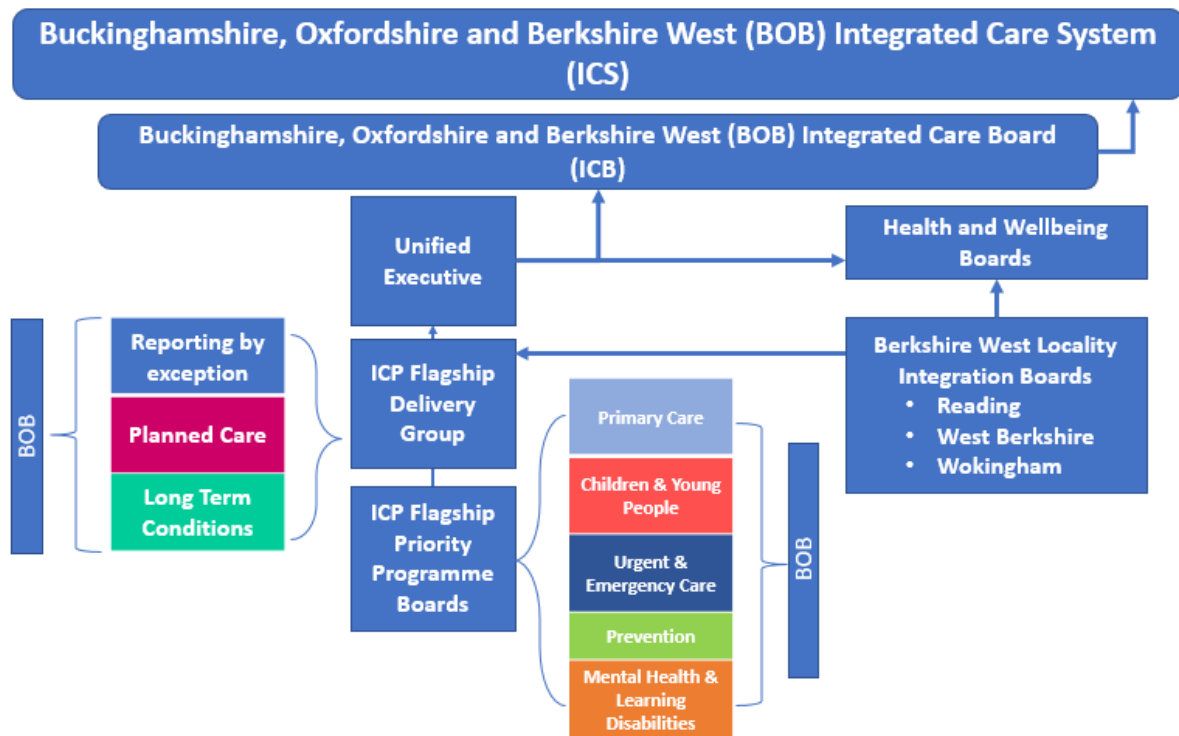 Buckinghamshire, Oxfordshire and Berkshire West (BOB) Integrated Care System
(ICS)
Buckinghamshire, Oxfordshire and Berkshire West (BOB) Integrated Care Board
(ICB)
Unified
Executive
Health and Wellbeing
Boards
BOB
Reporting by
exception
Planned Care
Long Term
Conditions
ICP Flagship
Delivery
Group
ICP Flagship
Priority
Programme
Boards
Primary Care
Children & Young
People
Urgent &
Emergency Care
Prevention
Mental Health &
Learning
Disabilities
BOB
Berkshire West Locality
Integration Boards
• Reading
• West Berkshire
• Wokingham